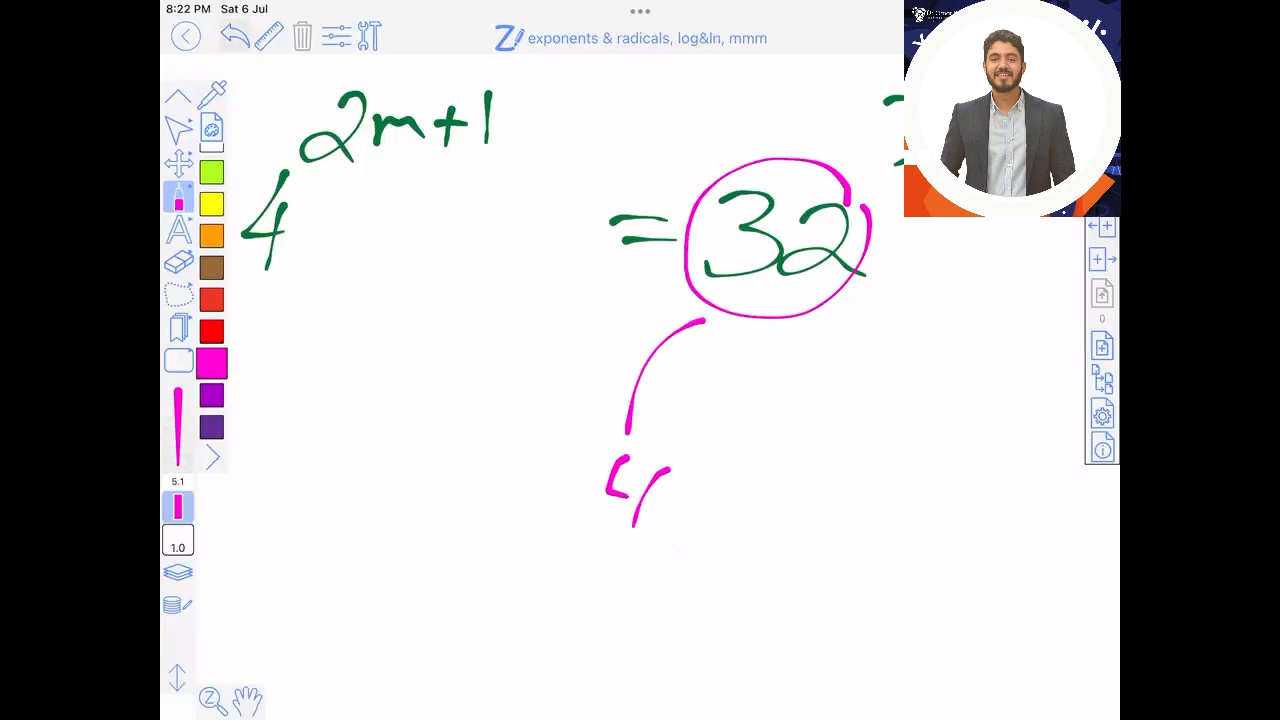 8:22 PM Sat 6 Jul
exponents & radicals, log&ln, mmm
4^{2m+1} = 32
4
5.1
1.0
0